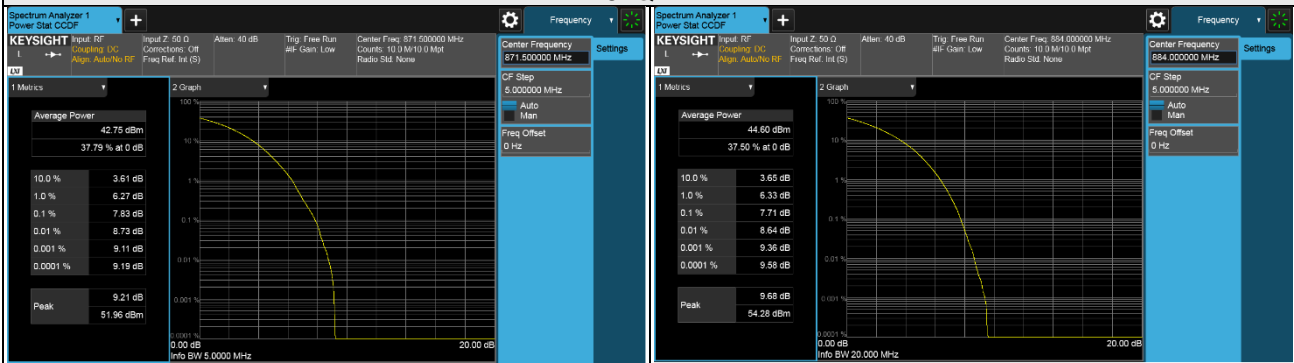 Spectrum Analyzer 1
Power Stat CCDF
Frequency
KEYSIGHT
L
LXI
Input: RF
Coupling: DC
Align: Auto/No RF
Input Z: 50 Ω
Corrections: Off
Freq Ref: Int (S)
Atten: 40 dB
Trig: Free Run
#IF Gain: Low
Center Freq: 871.500000 MHz
Counts: 10.0 M/10.0 Mpt
Radio Std: None
Center Frequency
871.500000 MHz
Settings
CF Step
5.000000 MHz
Auto
Man
Freq Offset
0 Hz
1 Metrics
Average Power
42.75 dBm
37.79 % at 0 dB
10.0 % 3.61 dB
1.0 % 6.27 dB
0.1 % 7.83 dB
0.01 % 8.73 dB
0.001 % 9.11 dB
0.0001 % 9.19 dB
Peak
9.21 dB
51.96 dBm
2 Graph
100 %
10 %
1 %
0.1 %
0.01 %
0.001 %
0.0001 %
0.00 dB 20.00 dB
Info BW 5.0000 MHz
Spectrum Analyzer 1
Power Stat CCDF
Frequency
KEYSIGHT
L
LXI
Input: RF
Coupling: DC
Align: Auto/No RF
Input Z: 50 Ω
Corrections: Off
Freq Ref: Int (S)
Atten: 40 dB
Trig: Free Run
#IF Gain: Low
Center Freq: 884.000000 MHz
Counts: 10.0 M/10.0 Mpt
Radio Std: None
Center Frequency
884.000000 MHz
Settings
CF Step
5.000000 MHz
Auto
Man
Freq Offset
0 Hz
1 Metrics
Average Power
44.60 dBm
37.50 % at 0 dB
10.0 % 3.65 dB
1.0 % 6.33 dB
0.1 % 7.71 dB
0.01 % 8.64 dB
0.001 % 9.36 dB
0.0001 % 9.58 dB
Peak
9.68 dB
54.28 dBm
2 Graph
100 %
10 %
1 %
0.1 %
0.01 %
0.001 %
0.0001 %
0.00 dB 20.00 dB
Info BW 20.000 MHz